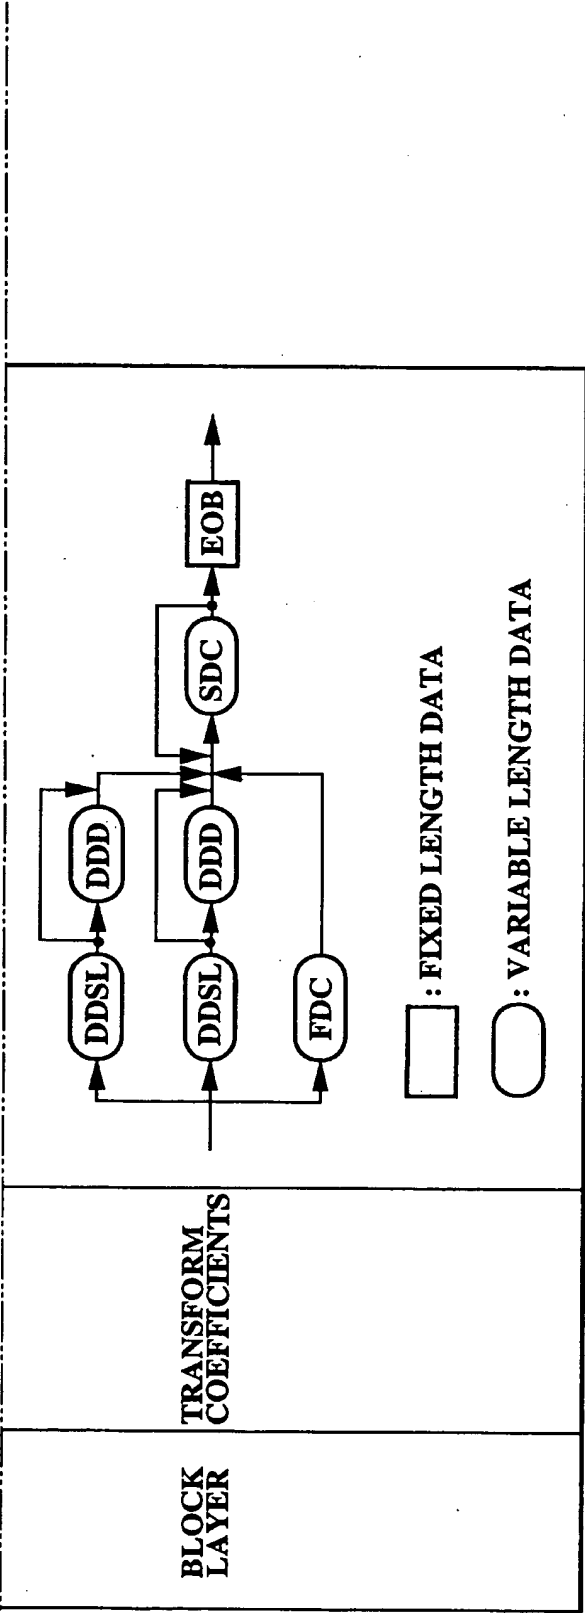 BLOCK
LAYER
TRANSFORM
COEFFICIENTS
DDSL
DDD
DDSL
DDD
SDC
EOB
FDC
: FIXED LENGTH DATA
: VARIABLE LENGTH DATA